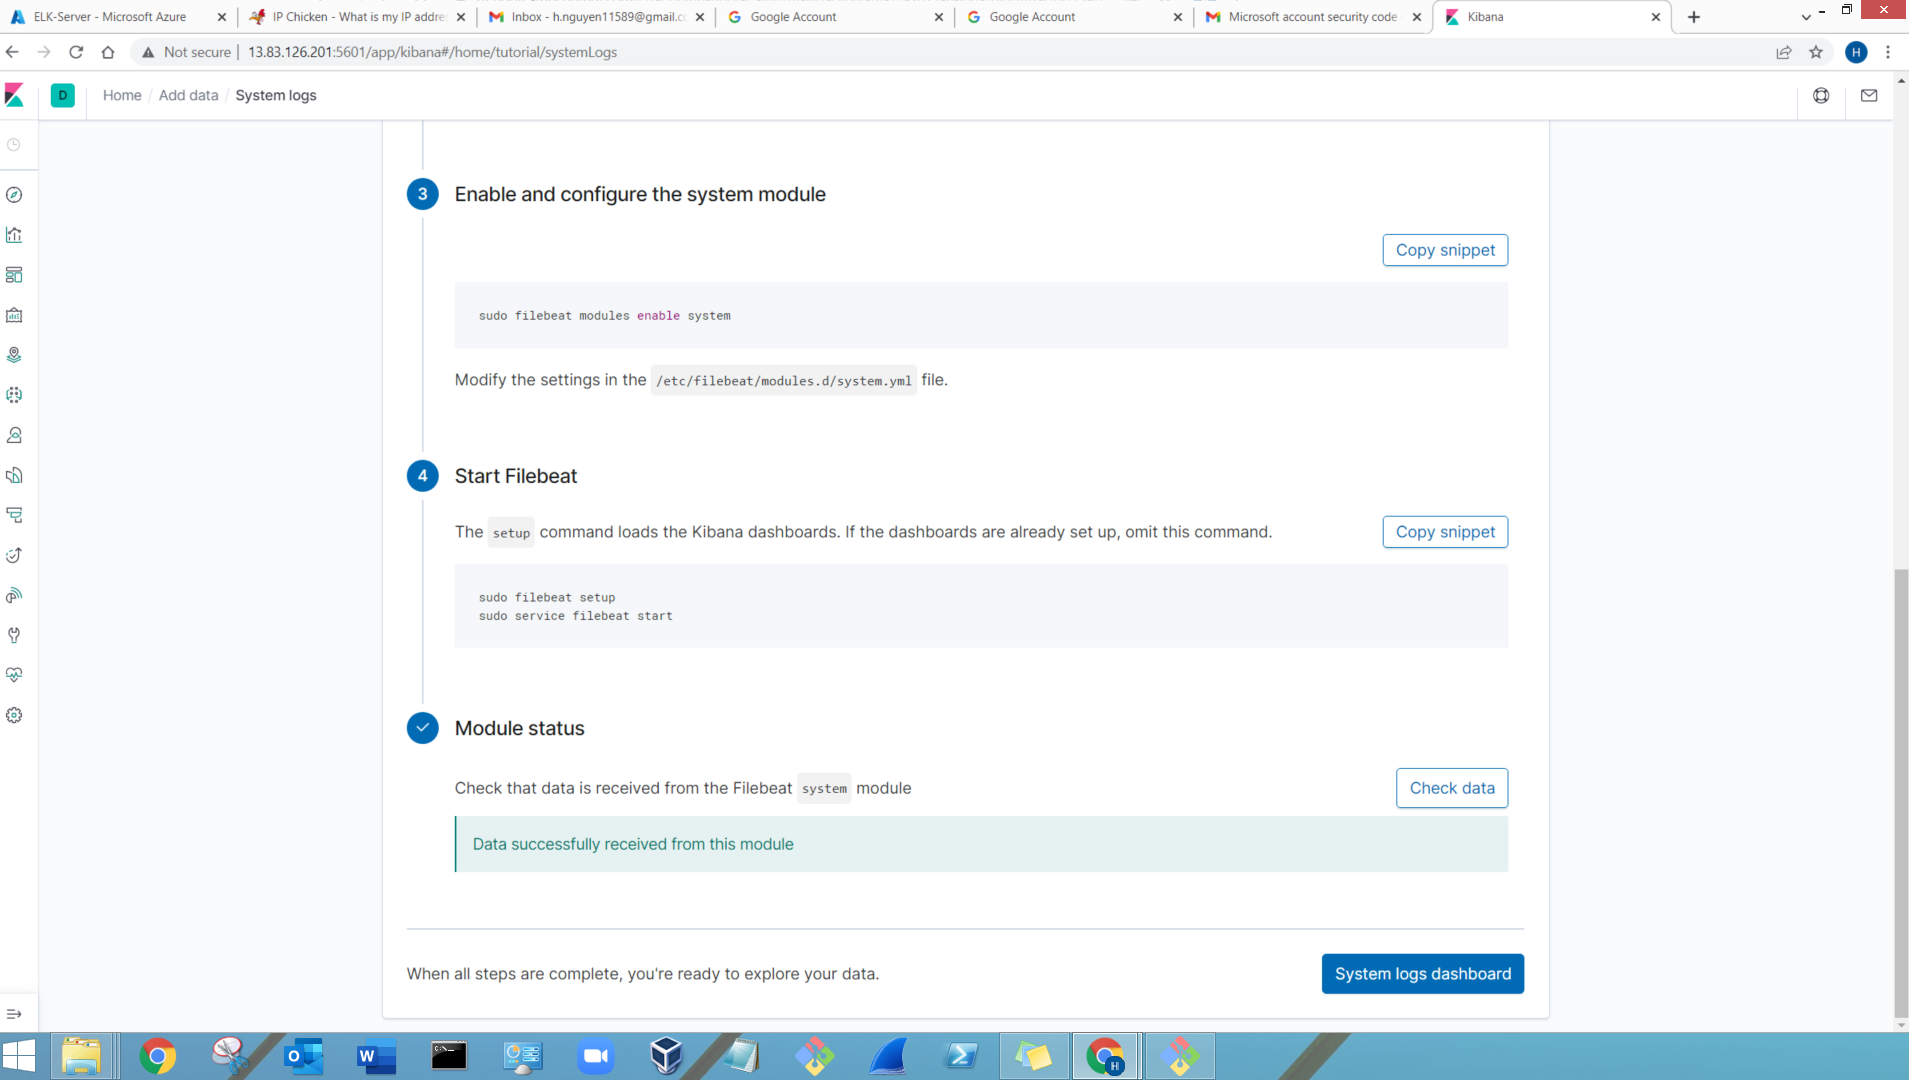 ELK-Server - Microsoft Azure
IP Chicken - What is my IP addre
Inbox - h.nguyen11589@gmail.c
Google Account
Google Account
Microsoft account security code
Kibana
Not secure
13.83.126.201:5601/app/kibana#/home/tutorial/systemLogs
H
D
Home / Add data / System logs
3
Enable and configure the system module
Copy snippet
sudo filebeat modules enable system
Modify the settings in the /etc/filebeat/modules.d/system.yml file.
4
Start Filebeat
The setup command loads the Kibana dashboards. If the dashboards are already set up, omit this command.
Copy snippet
sudo filebeat setup
sudo service filebeat start
Module status
Check that data is received from the Filebeat system module
Check data
Data successfully received from this module
When all steps are complete, you're ready to explore your data.
System logs dashboard